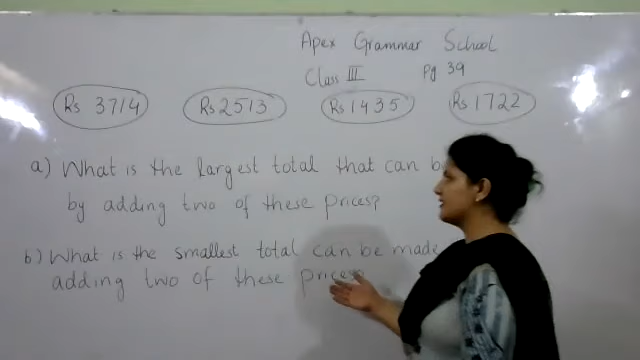 Apex Grammar School
Class III Pg 39
Rs 3714 Rs 2513 Rs 1435 Rs 1722
a) What is the largest total that can
by adding two of these prices?
b) What is the smallest total can be made
adding two of these prices